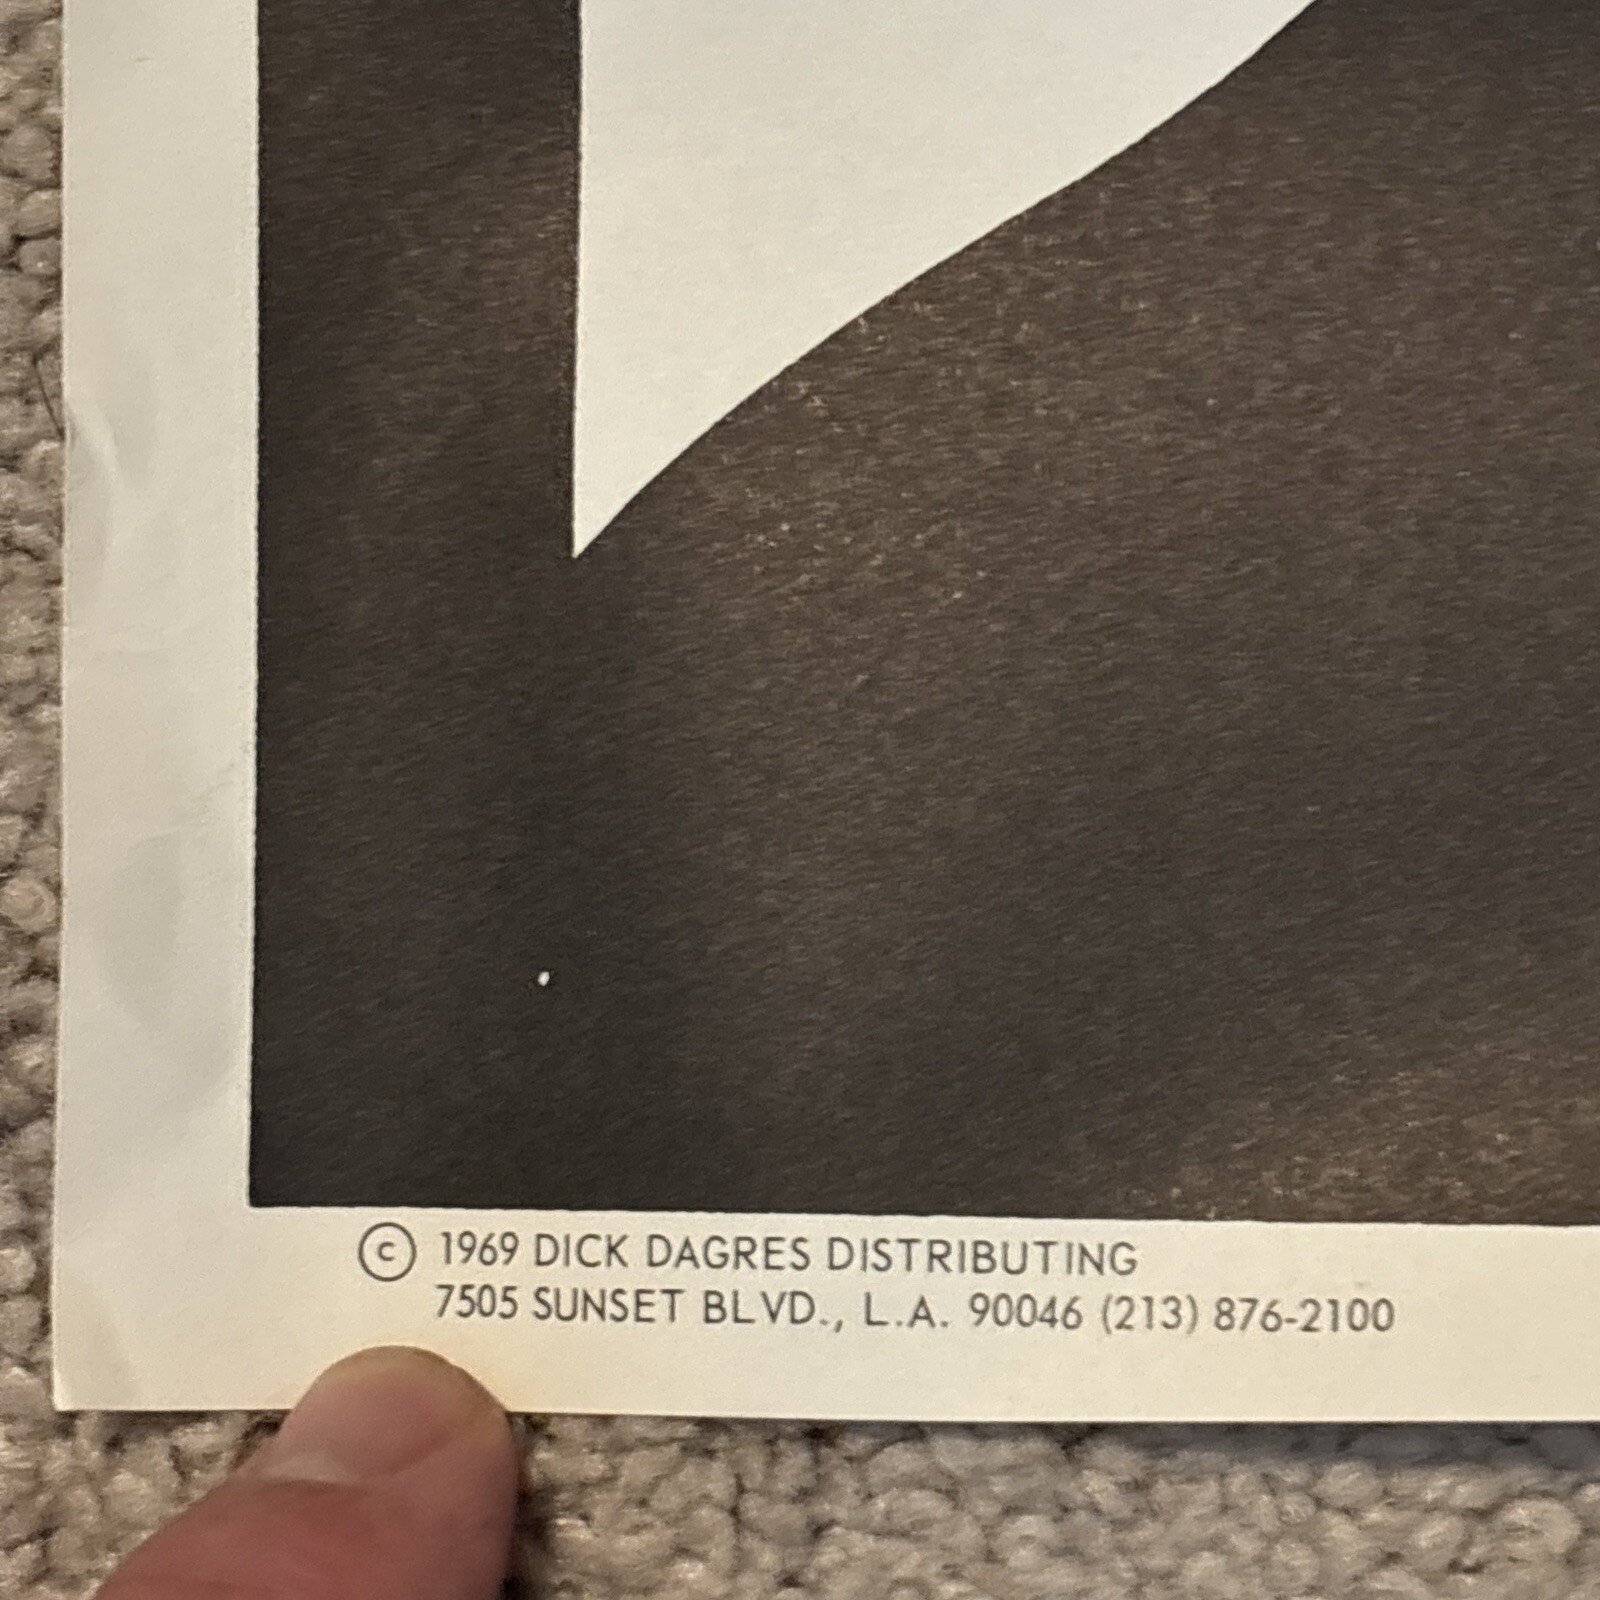 © 1969 DICK DAGRES DISTRIBUTING
7505 SUNSET BLVD., L.A. 90046 (213) 876-2100